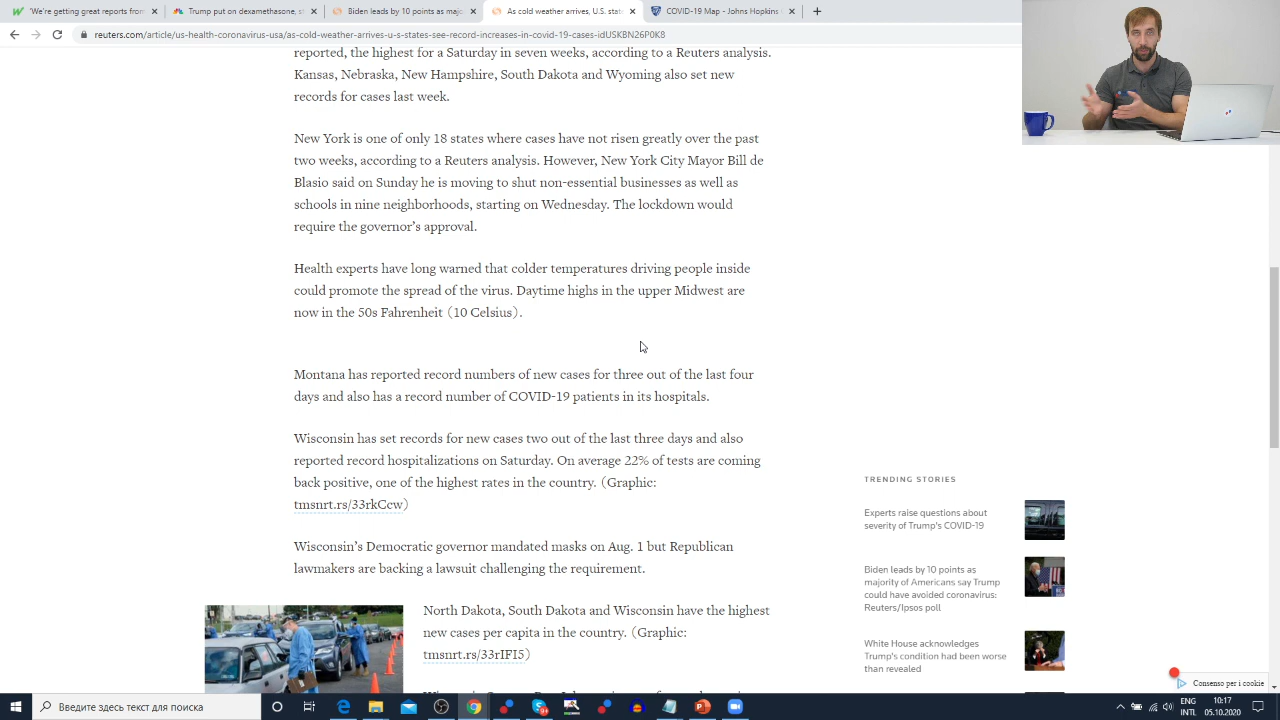 'We're getting great reports from
Trump put on dexamethasone, sh
Biden leads by 10 points as majo
As cold weather arrives, U.S. stat
COVID-19 Map - Johns Hopkins C
reuters.com/article/us-health-coronavirus-usa/as-cold-weather-arrives-u-s-states-see-record-increases-in-covid-19-cases-idUSKBN26P0K8
reported, the highest for a Saturday in seven weeks, according to a Reuters analysis.
Kansas, Nebraska, New Hampshire, South Dakota and Wyoming also set new
records for cases last week.
New York is one of only 18 states where cases have not risen greatly over the past
two weeks, according to a Reuters analysis. However, New York City Mayor Bill de
Blasio said on Sunday he is moving to shut non-essential businesses as well as
schools in nine neighborhoods, starting on Wednesday. The lockdown would
require the governor's approval.
Health experts have long warned that colder temperatures driving people inside
could promote the spread of the virus. Daytime highs in the upper Midwest are
now in the 50s Fahrenheit (10 Celsius).
Montana has reported record numbers of new cases for three out of the last four
days and also has a record number of COVID-19 patients in its hospitals.
Wisconsin has set records for new cases two out of the last three days and also
reported record hospitalizations on Saturday. On average 22% of tests are coming
back positive, one of the highest rates in the country. (Graphic:
tmsnrt.rs/33rkCcw)
Wisconsin's Democratic governor mandated masks on Aug. 1 but Republican
lawmakers are backing a lawsuit challenging the requirement.
North Dakota, South Dakota and Wisconsin have the highest
new cases per capita in the country. (Graphic:
tmsnrt.rs/33rIFI5)
TRENDING STORIES
Experts raise questions about
severity of Trump's COVID-19
Biden leads by 10 points as
majority of Americans say Trump
could have avoided coronavirus:
Reuters/Ipsos poll
White House acknowledges
Trump's condition had been worse
than revealed
Consenso per i cookie
Введите здесь текст для поиска
10:17
INTL
05.10.2020